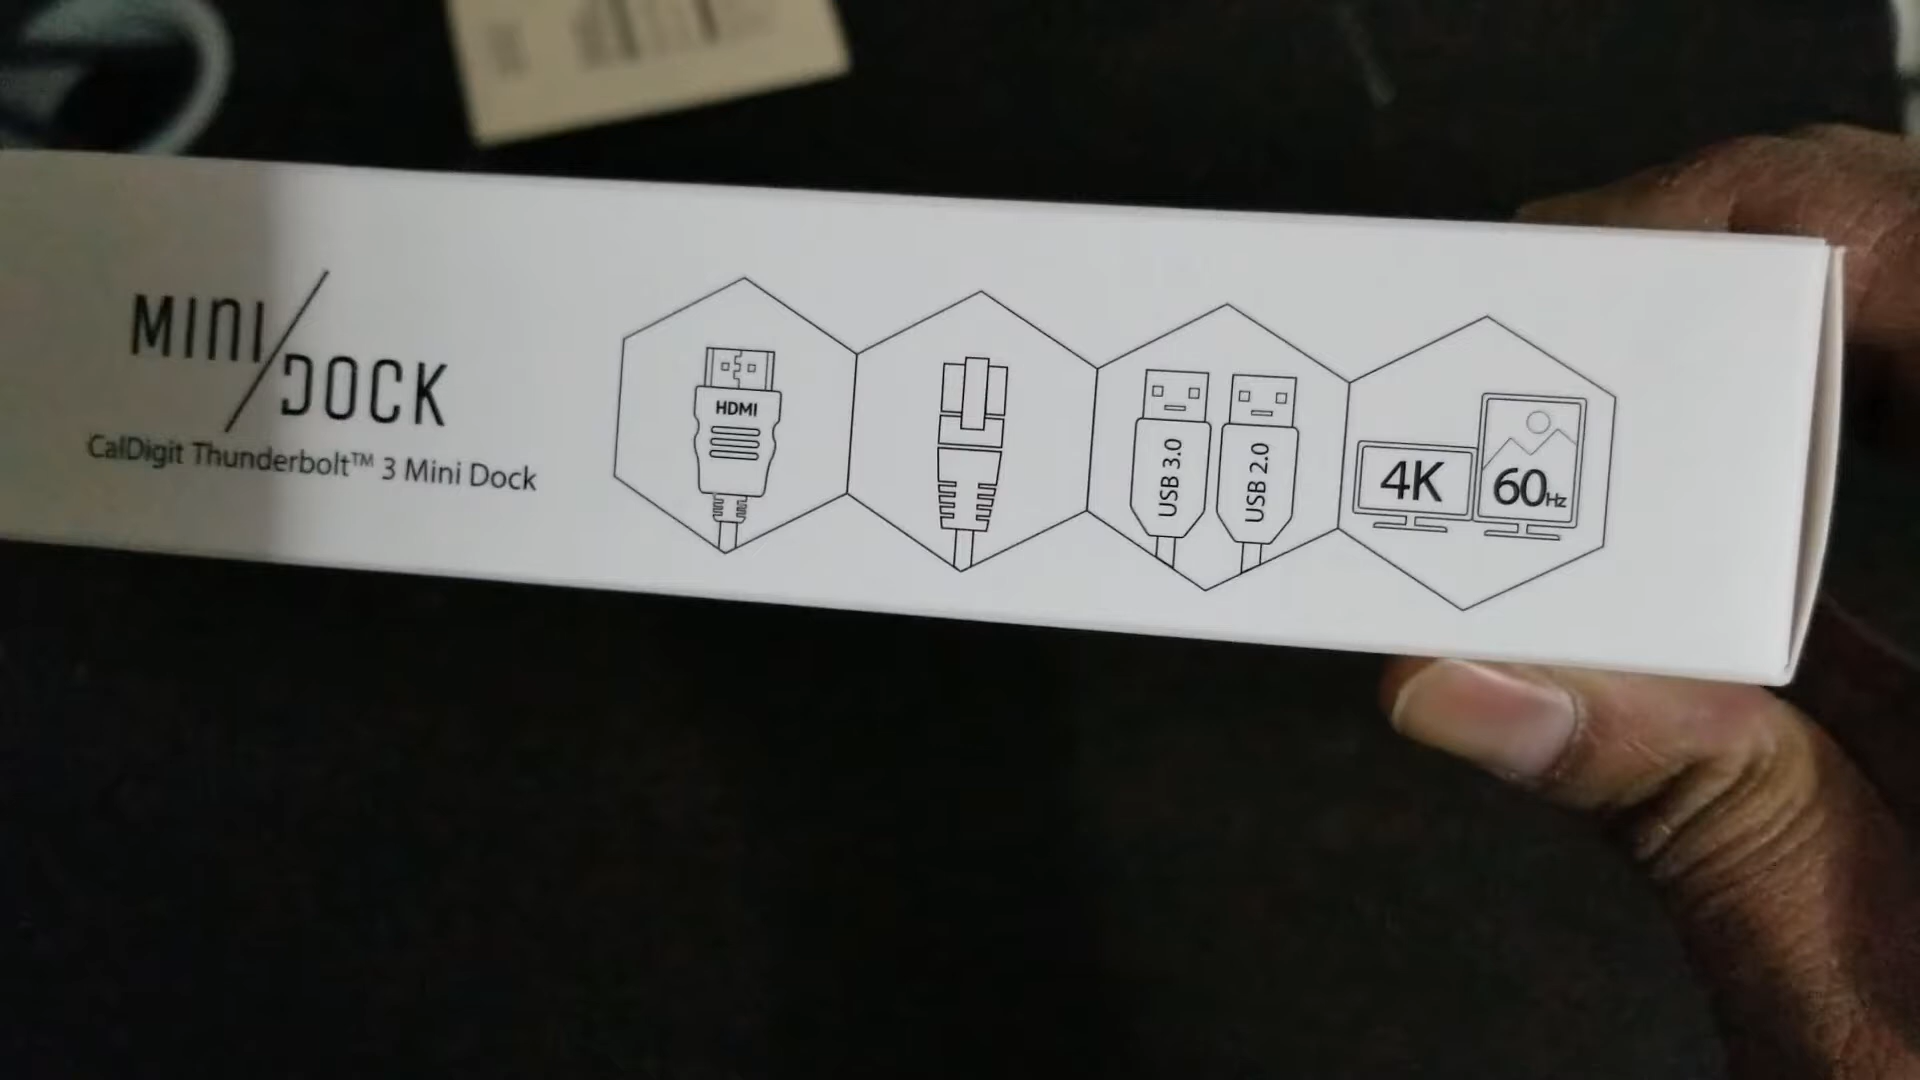 MINI/DOCK
CalDigit Thunderbolt™ 3 Mini Dock
HDMI
USB 3.0
USB 2.0
4K
60Hz